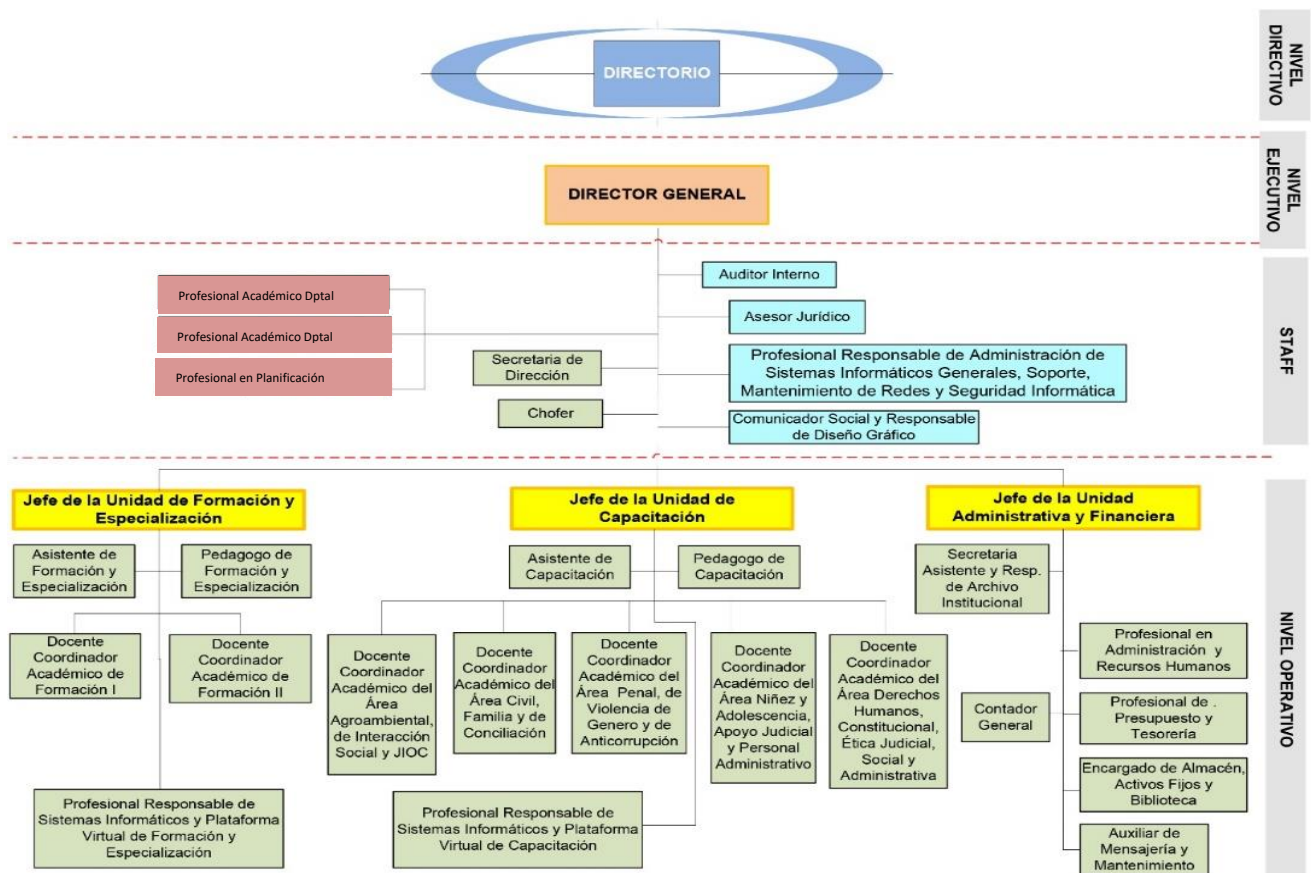 DIRECTORIO
NIVEL
DIRECTIVO
DIRECTOR GENERAL
NIVEL
EJECUTIVO
Profesional Académico Dptal
Profesional Académico Dptal
Profesional en Planificación
Secretaria de
Dirección
Chofer
Auditor Interno
Asesor Jurídico
Profesional Responsable de Administración de
Sistemas Informáticos Generales, Soporte,
Mantenimiento de Redes y Seguridad Informática
Comunicador Social y Responsable
de Diseño Gráfico
STAFF
Jefe de la Unidad de Formación y
Especialización
Asistente de
Formación y
Especialización
Pedagogo de
Formación y
Especialización
Docente
Coordinador
Académico de
Formación I
Docente
Coordinador
Académico de
Formación II
Profesional Responsable de
Sistemas Informáticos y Plataforma
Virtual de Formación y
Especialización
Jefe de la Unidad de
Capacitación
Asistente de
Capacitación
Pedagogo de
Capacitación
Docente
Coordinador
Académico del
Área
Agroambiental,
de Interacción
Social y JIOC
Docente
Coordinador
Académico del
Área Civil,
Familia y de
Conciliación
Docente
Coordinador
Académico del
Área Penal, de
Violencia de
Genero y de
Anticorrupción
Docente
Coordinador
Académico del
Área Niñez y
Adolescencia,
Apoyo Judicial
y Personal
Administrativo
Docente
Coordinador
Académico del
Área Derechos
Humanos,
Constitucional,
Ética Judicial,
Social y
Administrativa
Profesional Responsable de
Sistemas Informáticos y Plataforma
Virtual de Capacitación
Jefe de la Unidad
Administrativa y Financiera
Secretaria
Asistente y Resp.
de Archivo
Institucional
Contador
General
Profesional en
Administración y
Recursos Humanos
Profesional de .
Presupuesto y
Tesorería
Encargado de Almacén,
Activos Fijos y
Biblioteca
Auxiliar de
Mensajería y
Mantenimiento
NIVEL OPERATIVO